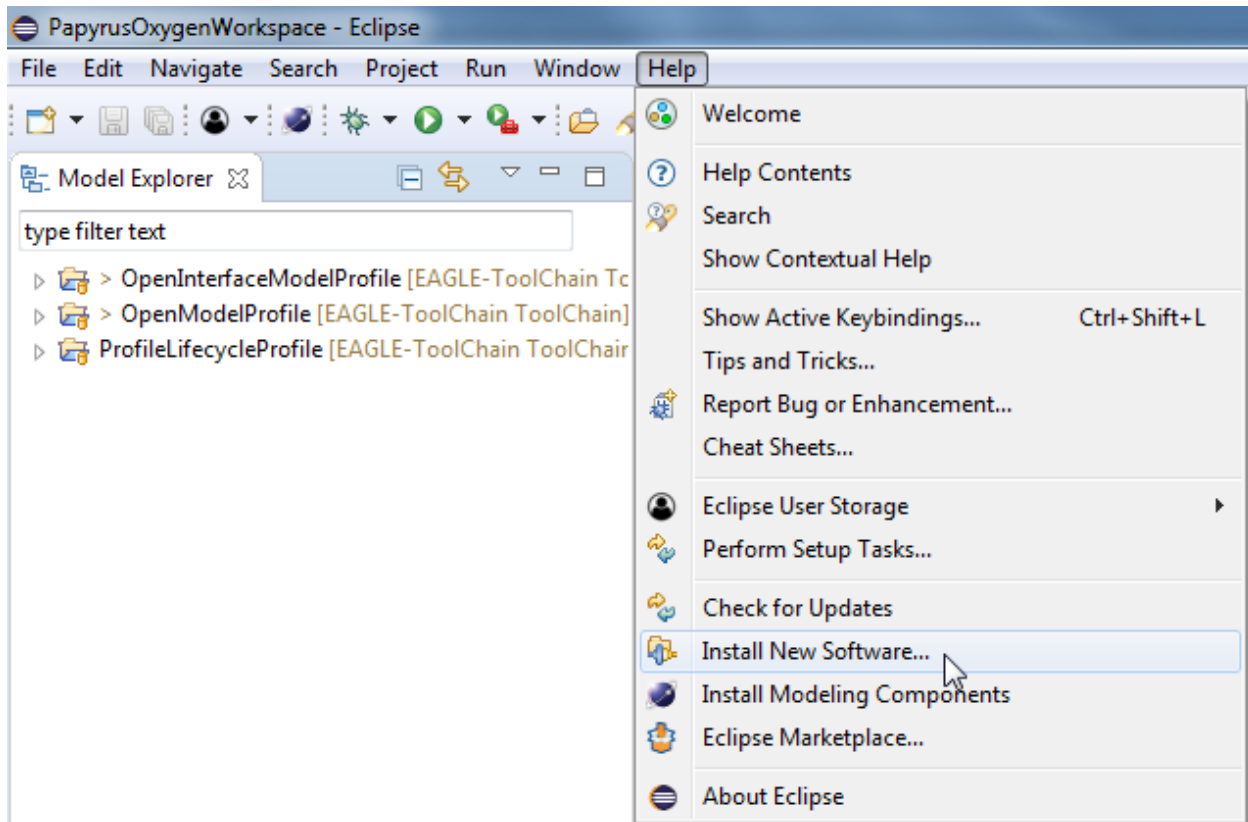 PapyrusOxygenWorkspace - Eclipse
File Edit Navigate Search Project Run Window Help
Model Explorer
type filter text
> OpenInterfaceModelProfile [EAGLE-ToolChain Tc
> OpenModelProfile [EAGLE-ToolChain ToolChain]
ProfileLifecycleProfile [EAGLE-ToolChain ToolChair
Welcome
Help Contents
Search
Show Contextual Help
Show Active Keybindings... Ctrl+Shift+L
Tips and Tricks...
Report Bug or Enhancement...
Cheat Sheets...
Eclipse User Storage
Perform Setup Tasks...
Check for Updates
Install New Software...
Install Modeling Components
Eclipse Marketplace...
About Eclipse